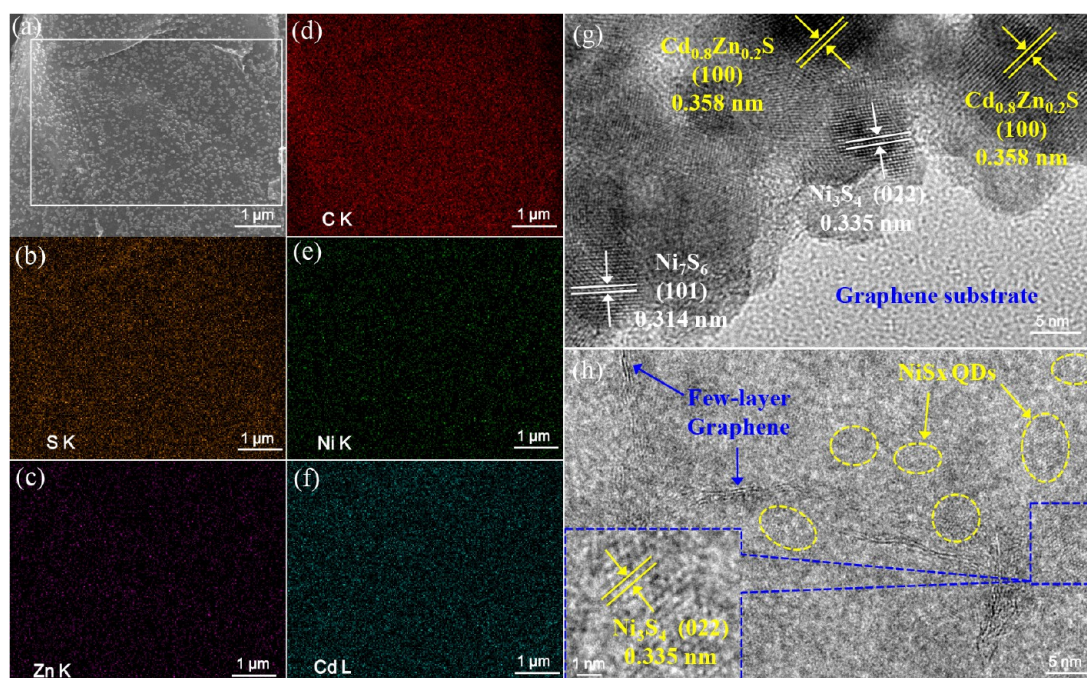 (a)
1 μm
(d)
C K
1 μm
(b)
S K
1 μm
(e)
Ni K
1 μm
(c)
Zn K
1 μm
(f)
Cd L
1 μm
(g)
Cd₀.₈Zn₀.₂S
(100)
0.358 nm
Cd₀.₈Zn₀.₂S
(100)
0.358 nm
Ni₃S₄ (022)
0.335 nm
Ni₇S₆
(101)
0.314 nm
Graphene substrate
5 nm
(h)
NiSx QDs
Few-layer
Graphene
Ni₃S₄ (022)
0.335 nm
1 nm
5 nm